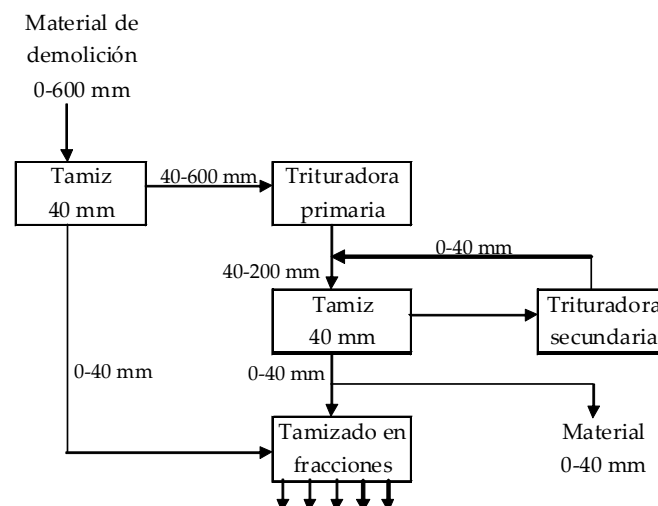 Material de
demolición
0-600 mm
Tamiz
40 mm
40-600 mm
Trituradora
primaria
0-40 mm
40-200 mm
Tamiz
40 mm
Trituradora
secundaria
0-40 mm
0-40 mm
Tamizado en
fracciones
Material
0-40 mm